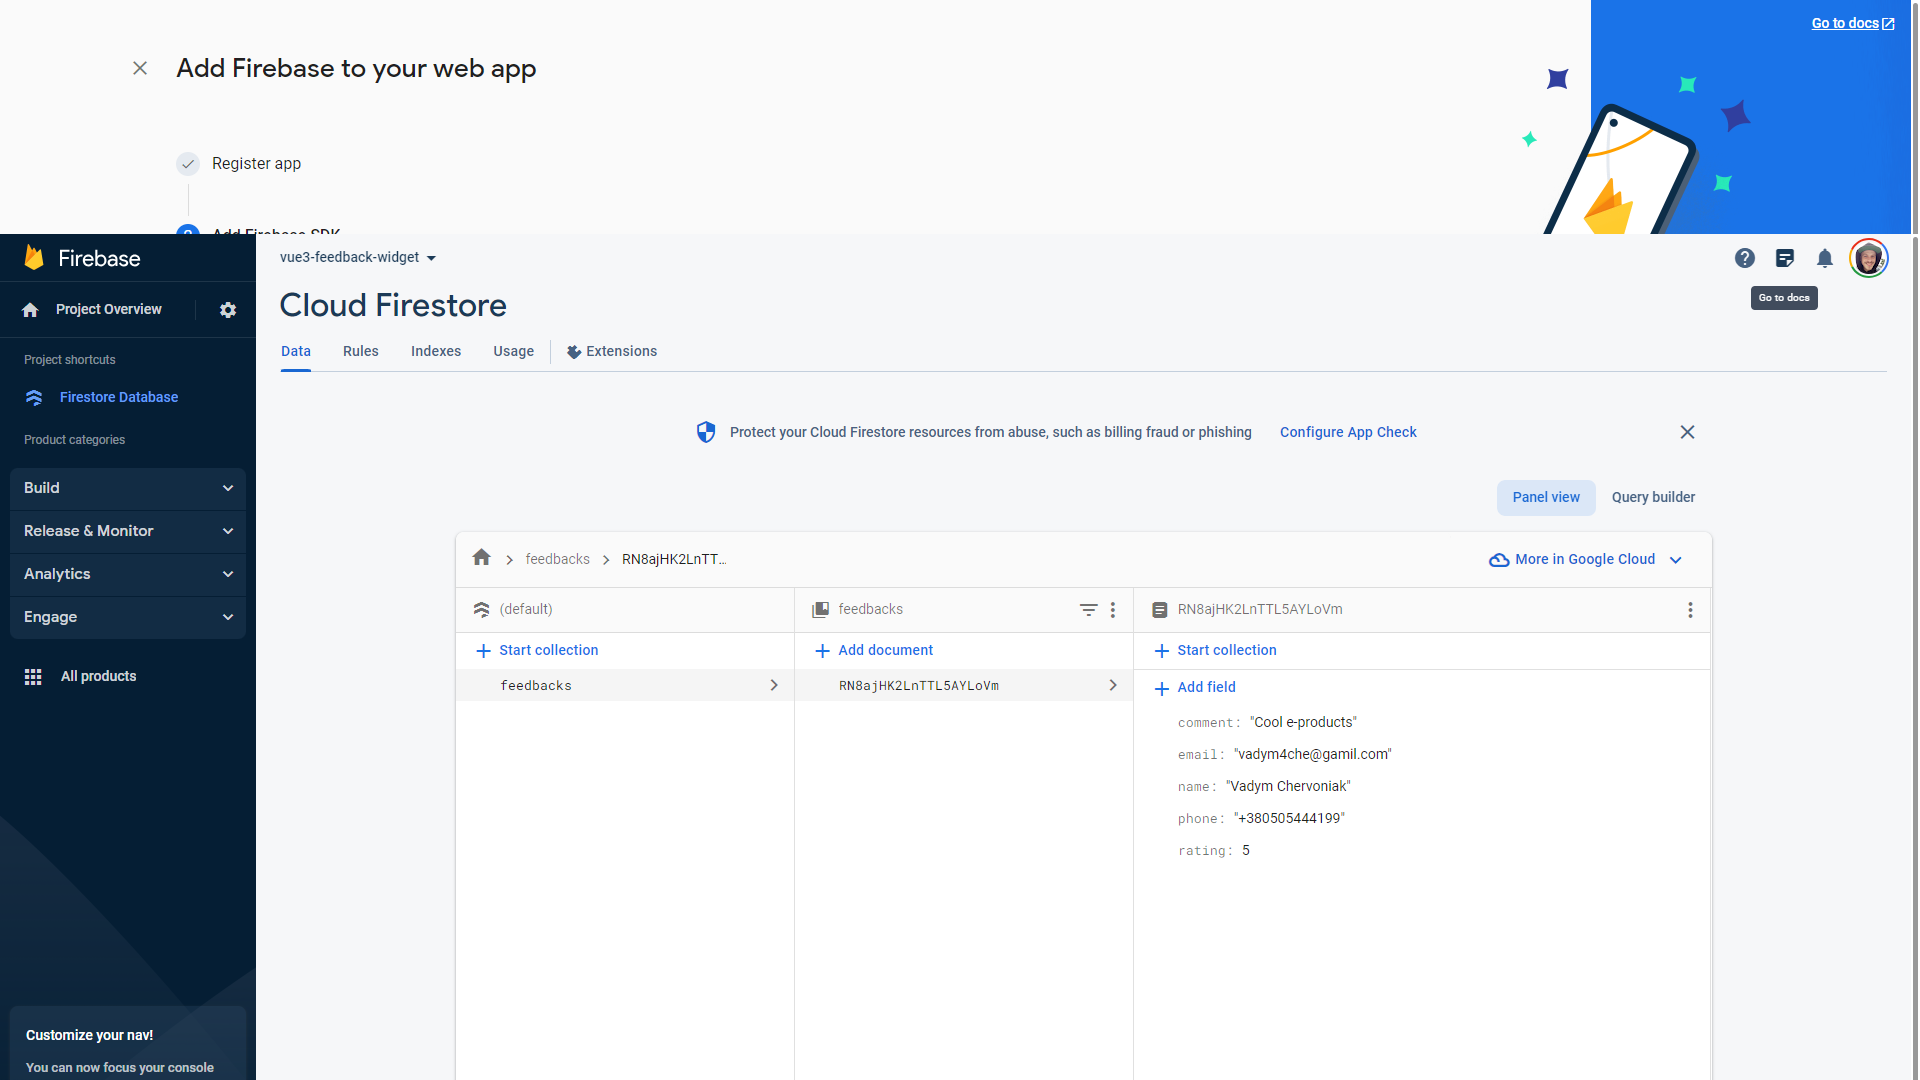 Go to docs
Add Firebase to your web app
Register app
Add Firebase SDK
Firebase
vue3-feedback-widget
Project Overview
Cloud Firestore
Go to docs
Data Rules Indexes Usage Extensions
Project shortcuts
Firestore Database
Product categories
Protect your Cloud Firestore resources from abuse, such as billing fraud or phishing Configure App Check
Build
Release & Monitor
Analytics
Engage
All products
Panel view Query builder
feedbacks RN8ajHK2LnTT... More in Google Cloud
(default) feedbacks RN8ajHK2LnTTL5AYLoVm
Start collection Add document Start collection
feedbacks RN8ajHK2LnTTL5AYLoVm
Add field
comment: "Cool e-products"
email: "vadym4che@gamil.com"
name: "Vadym Chervoniak"
phone: "+380505444199"
rating: 5
Customize your nav!
You can now focus your console